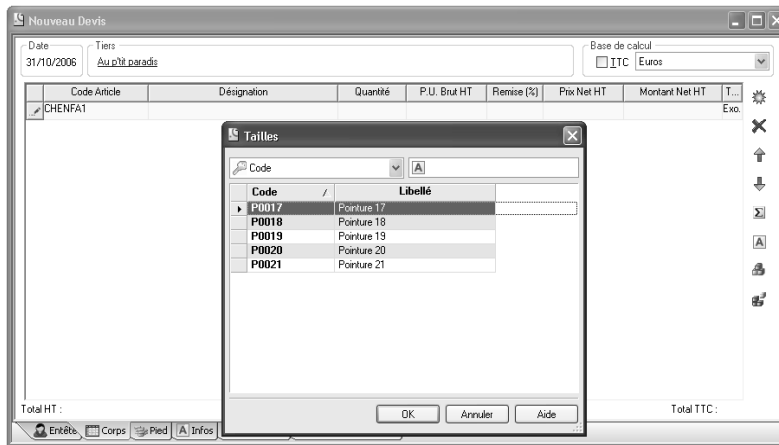 Nouveau Devis
Date
Tiers
Base de calcul
31/10/2006
Au p'tit paradis
TTC
Euros
Code Article
Désignation
Quantité
P.U. Brut HT
Remise (%)
Prix Net HT
Montant Net HT
T...
CHENFA1
Exo.
Tailles
Code
A
Code
Libellé
P0017 Pointure 17
P0018 Pointure 18
P0019 Pointure 19
P0020 Pointure 20
P0021 Pointure 21
OK
Annuler
Aide
Total HT :
Total TTC :
Entête
Corps
Pied
A Infos